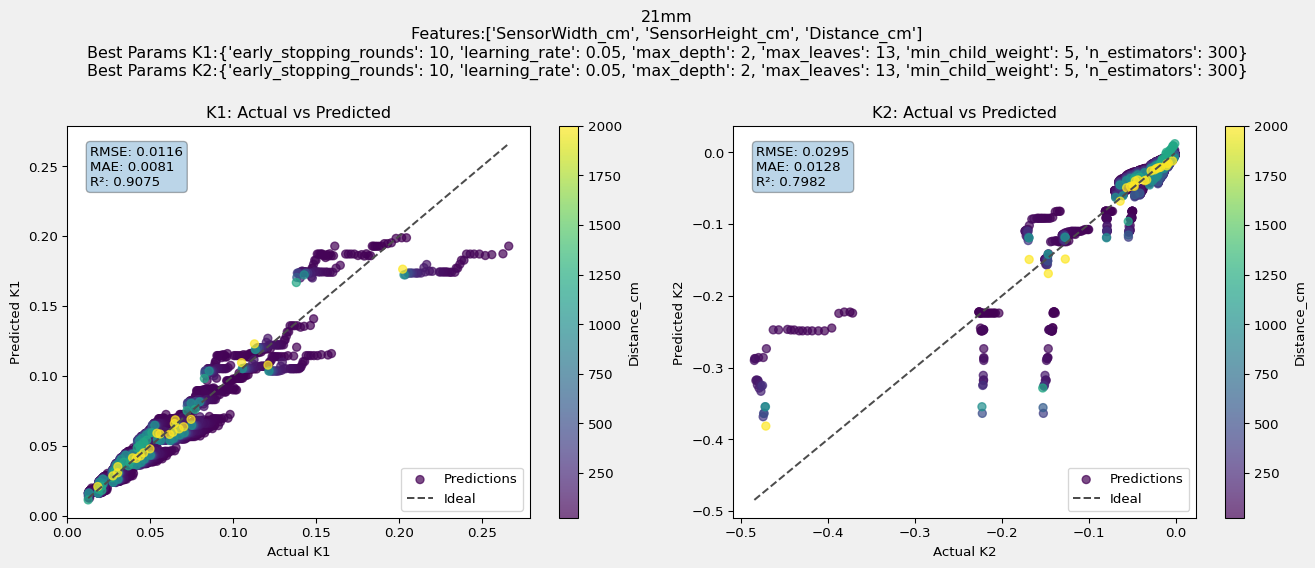 21mm
Features:['SensorWidth_cm', 'SensorHeight_cm', 'Distance_cm']
Best Params K1:{'early_stopping_rounds': 10, 'learning_rate': 0.05, 'max_depth': 2, 'max_leaves': 13, 'min_child_weight': 5, 'n_estimators': 300}
Best Params K2:{'early_stopping_rounds': 10, 'learning_rate': 0.05, 'max_depth': 2, 'max_leaves': 13, 'min_child_weight': 5, 'n_estimators': 300}
K1: Actual vs Predicted
RMSE: 0.0116
MAE: 0.0081
R²: 0.9075
Predicted K1
0.25
0.20
0.15
0.10
0.05
0.00
0.00
0.05
0.10
0.15
0.20
0.25
Actual K1
Predictions
Ideal
2000
1750
1500
1250
1000
750
500
250
Distance_cm
K2: Actual vs Predicted
RMSE: 0.0295
MAE: 0.0128
R²: 0.7982
Predicted K2
0.0
−0.1
−0.2
−0.3
−0.4
−0.5
−0.5
−0.4
−0.3
−0.2
−0.1
0.0
Actual K2
Predictions
Ideal
2000
1750
1500
1250
1000
750
500
250
Distance_cm